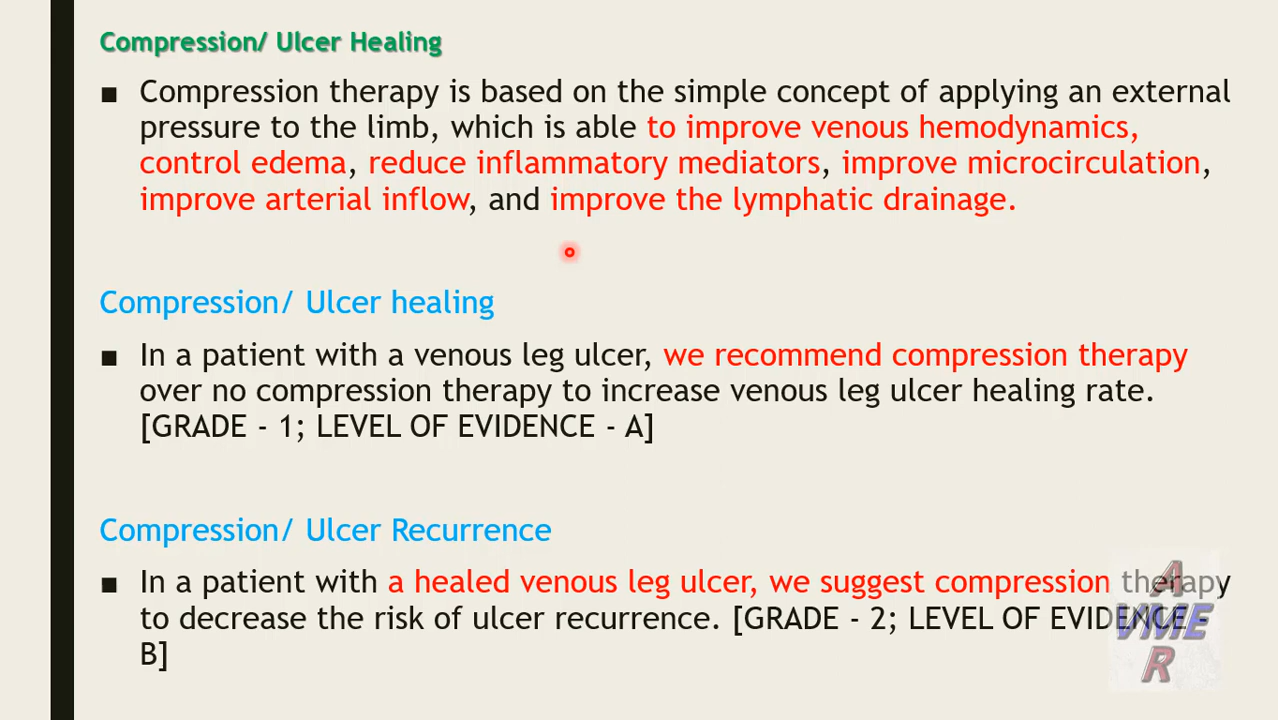 Compression/ Ulcer Healing
■ Compression therapy is based on the simple concept of applying an external
pressure to the limb, which is able to improve venous hemodynamics,
control edema, reduce inflammatory mediators, improve microcirculation,
improve arterial inflow, and improve the lymphatic drainage.
Compression/ Ulcer healing
■ In a patient with a venous leg ulcer, we recommend compression therapy
over no compression therapy to increase venous leg ulcer healing rate.
[GRADE - 1; LEVEL OF EVIDENCE - A]
Compression/ Ulcer Recurrence
■ In a patient with a healed venous leg ulcer, we suggest compression therapy
to decrease the risk of ulcer recurrence. [GRADE - 2; LEVEL OF EVIDENCE -
B]
A
VME
R